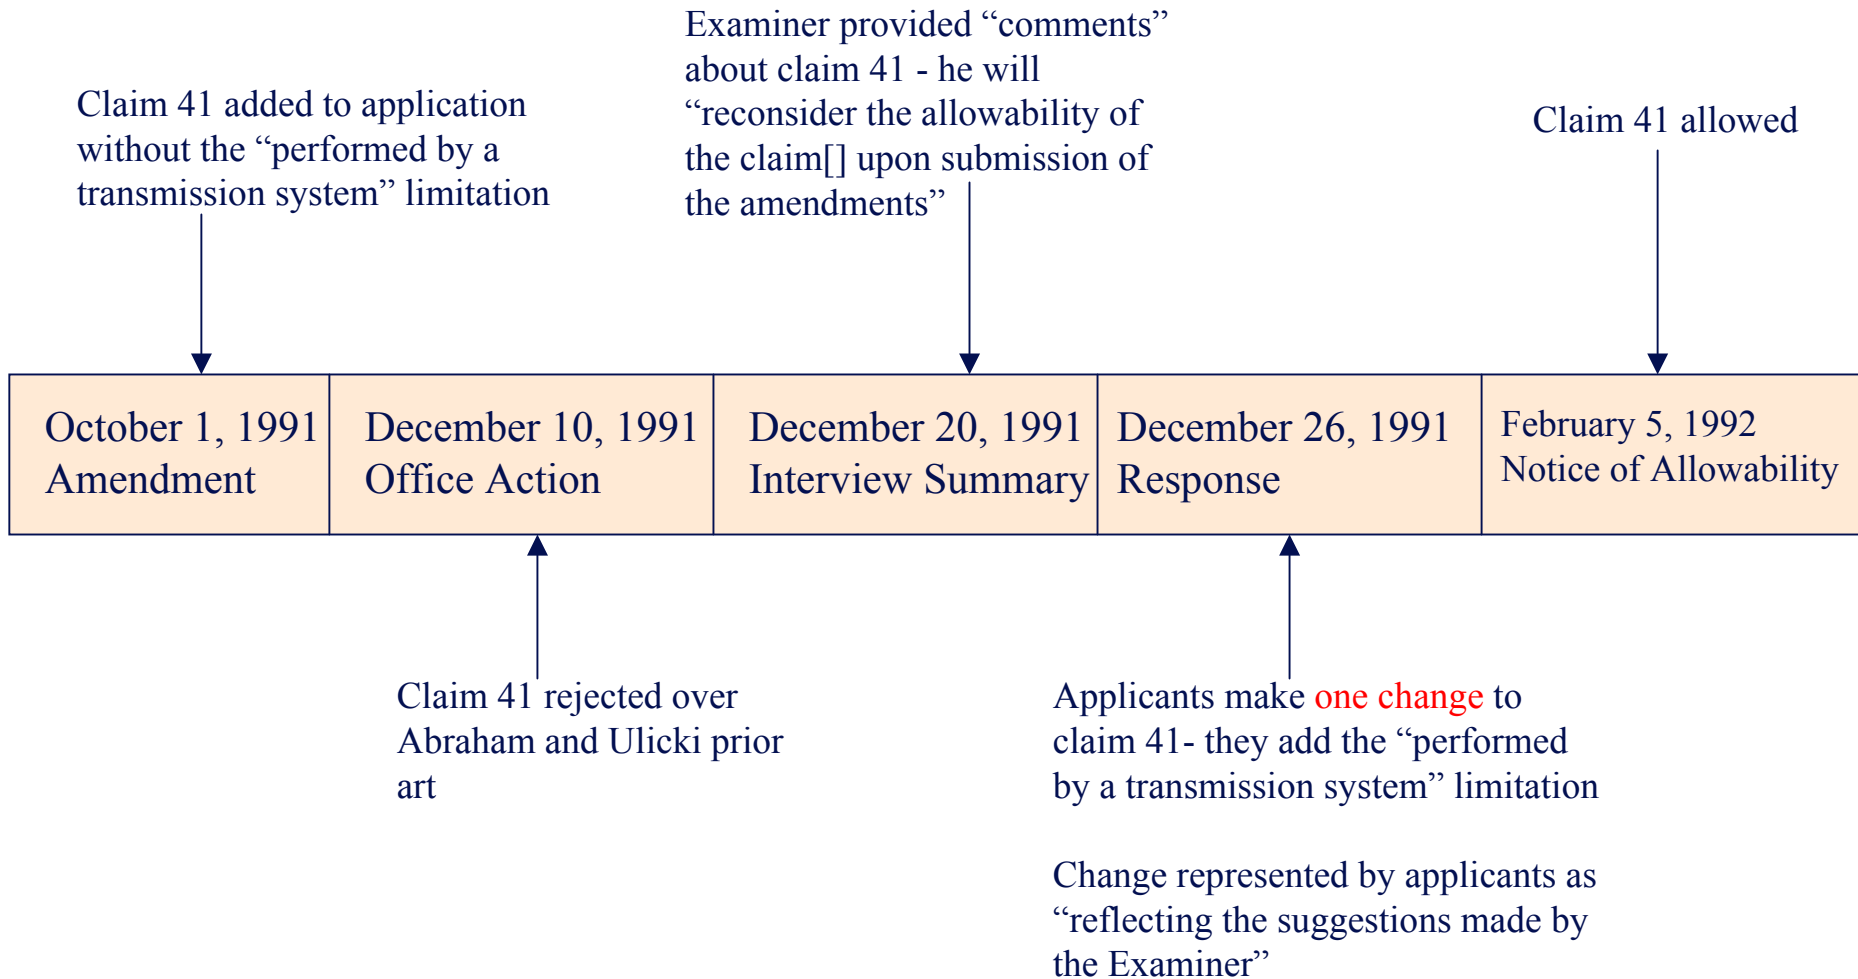 Examiner provided “comments”
about claim 41 - he will
“reconsider the allowability of
the claim[] upon submission of
the amendments”
Claim 41 added to application
without the “performed by a
transmission system” limitation
Claim 41 allowed
October 1, 1991
Amendment
December 10, 1991
Office Action
December 20, 1991
Interview Summary
December 26, 1991
Response
February 5, 1992
Notice of Allowability
Claim 41 rejected over
Abraham and Ulicki prior
art
Applicants make one change to
claim 41- they add the “performed
by a transmission system” limitation
Change represented by applicants as
“reflecting the suggestions made by
the Examiner”